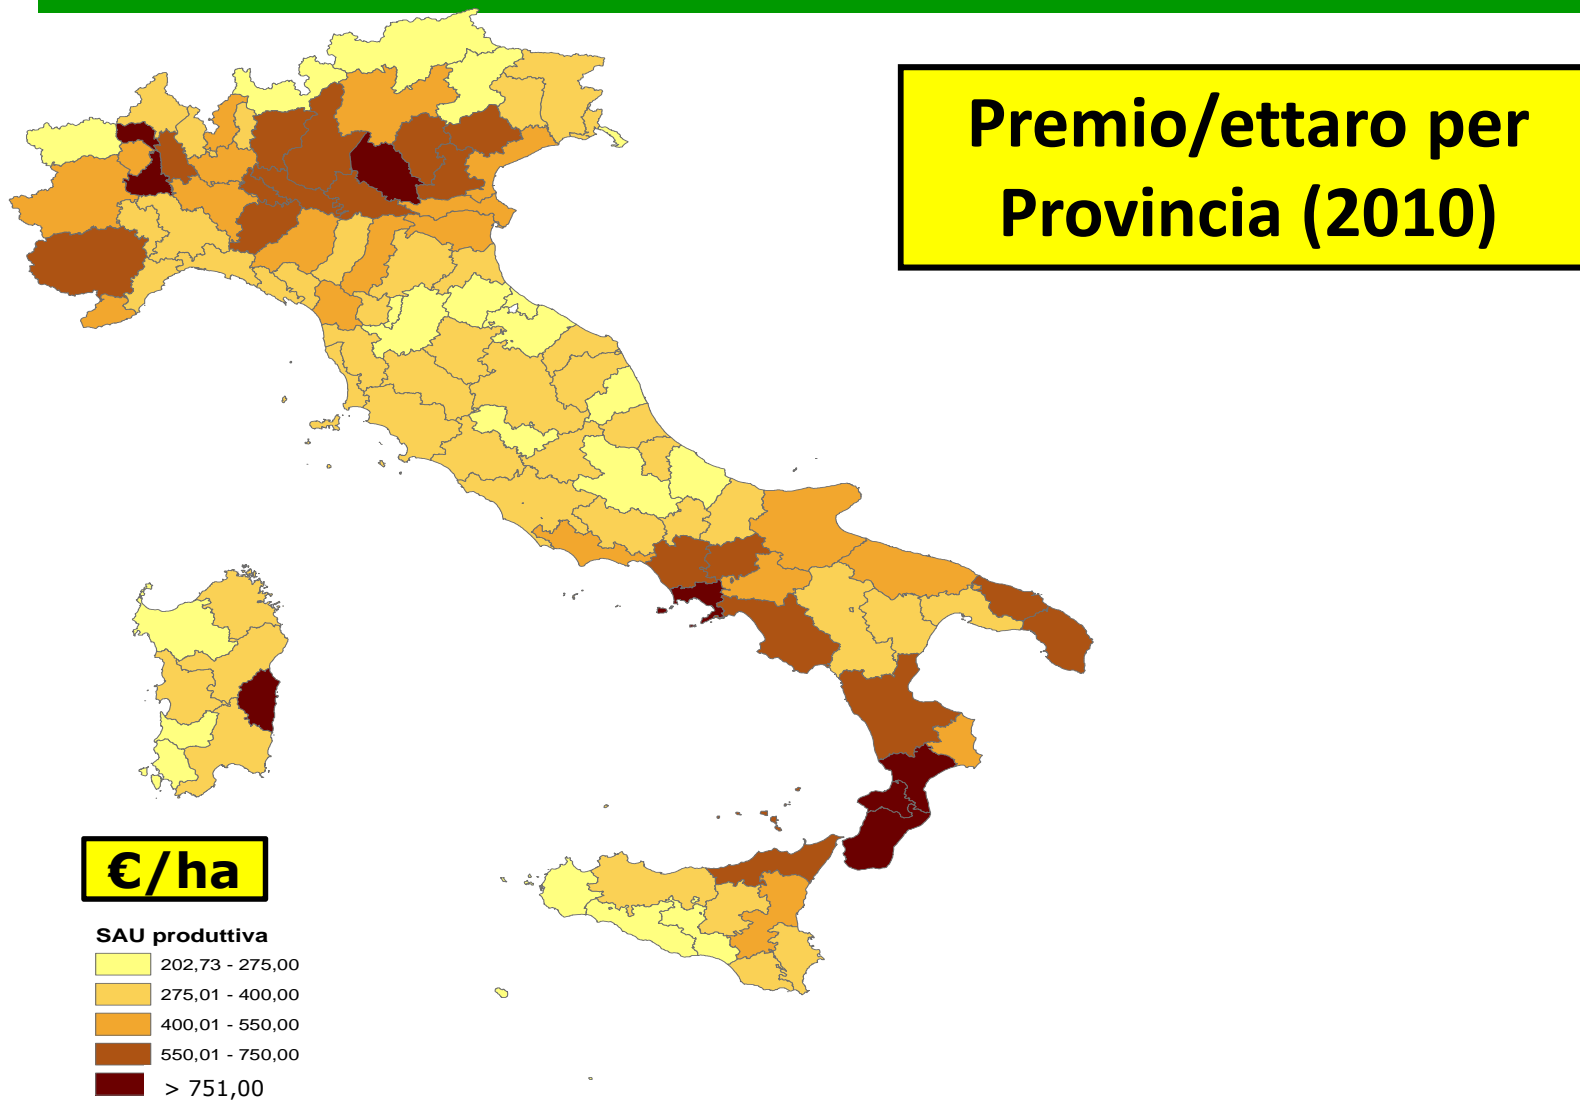 Premio/ettaro per
Provincia (2010)
€/ha
SAU produttiva
202,73 - 275,00
275,01 - 400,00
400,01 - 550,00
550,01 - 750,00
> 751,00